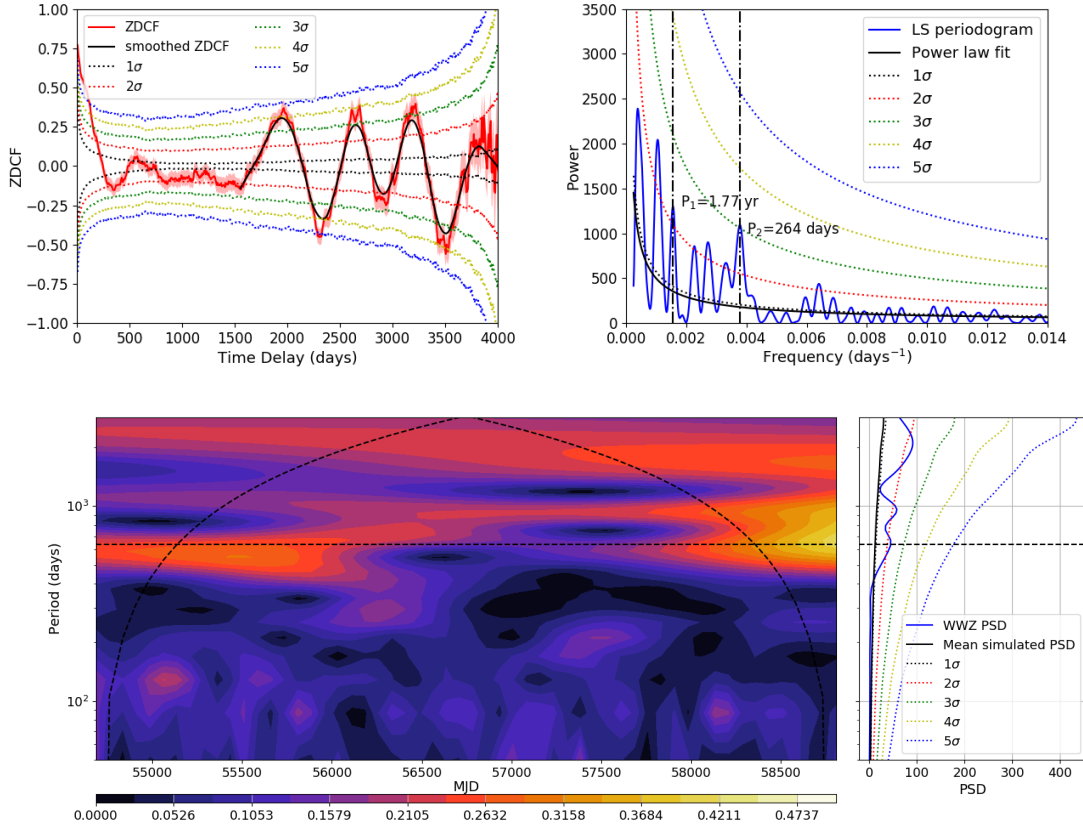 1.00
0.75
0.50
0.25
0.00
−0.25
−0.50
−0.75
−1.00
ZDCF
ZDCF
smoothed ZDCF
1σ
2σ
3σ
4σ
5σ
0 500 1000 1500 2000 2500 3000 3500 4000
Time Delay (days)
3500
3000
2500
2000
1500
1000
500
0
Power
LS periodogram
Power law fit
1σ
2σ
3σ
4σ
5σ
P₁=1.77 yr
P₂=264 days
0.000 0.002 0.004 0.006 0.008 0.010 0.012 0.014
Frequency (days⁻¹)
10³
10²
Period (days)
55000 55500 56000 56500 57000 57500 58000 58500
MJD
0.0000 0.0526 0.1053 0.1579 0.2105 0.2632 0.3158 0.3684 0.4211 0.4737
10³
10²
WWZ PSD
Mean simulated PSD
1σ
2σ
3σ
4σ
5σ
0 100 200 300 400
PSD